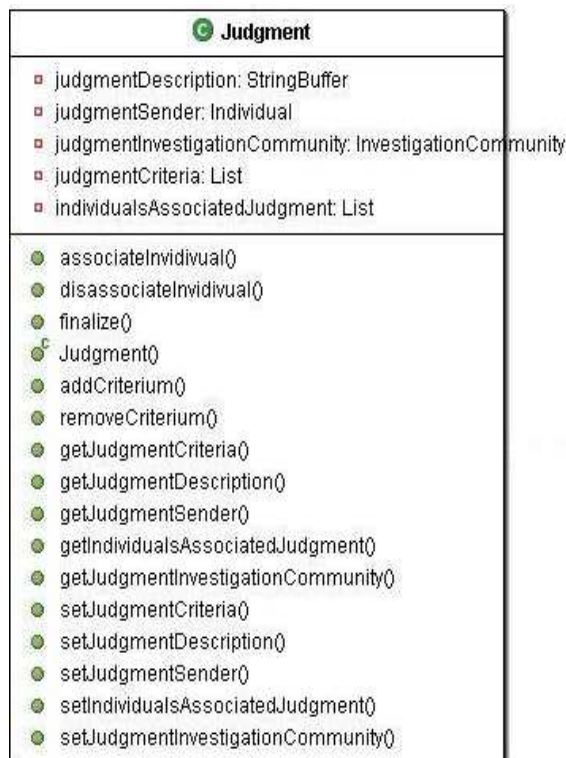 C Judgment
judgmentDescription: StringBuffer
judgmentSender: Individual
judgmentInvestigationCommunity: InvestigationCommunity
judgmentCriteria: List
individualsAssociatedJudgment: List
associateInvidivual()
disassociateInvidivual()
finalize()
C Judgment()
addCriterium()
removeCriterium()
getJudgmentCriteria()
getJudgmentDescription()
getJudgmentSender()
getIndividualsAssociatedJudgment()
getJudgmentInvestigationCommunity()
setJudgmentCriteria()
setJudgmentDescription()
setJudgmentSender()
setIndividualsAssociatedJudgment()
setJudgmentInvestigationCommunity()